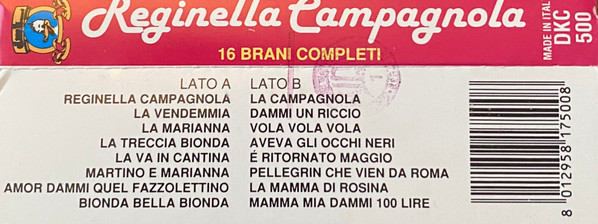 Reginella Campagnola
16 BRANI COMPLETI
MADE IN ITALY
DKC
500
LATO A LATO B
REGINELLA CAMPAGNOLA LA CAMPAGNOLA
LA VENDEMMIA DAMMI UN RICCIO
LA MARIANNA VOLA VOLA VOLA
LA TRECCIA BIONDA AVEVA GLI OCCHI NERI
LA VA IN CANTINA É RITORNATO MAGGIO
MARTINO E MARIANNA PELLEGRIN CHE VIEN DA ROMA
AMOR DAMMI QUEL FAZZOLETTINO LA MAMMA DI ROSINA
BIONDA BELLA BIONDA MAMMA MIA DAMMI 100 LIRE
8 012958 175008